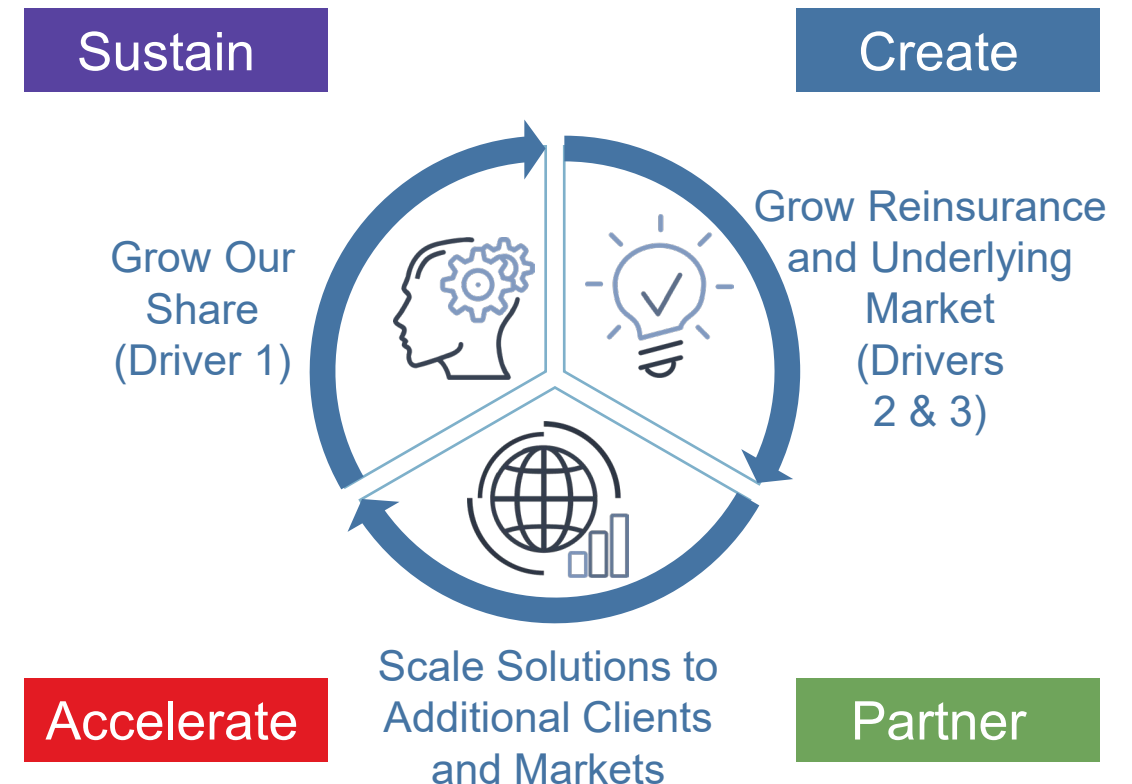 Sustain
Create
Grow Our
Share
(Driver 1)
Grow Reinsurance
and Underlying
Market
(Drivers
2 & 3)
Scale Solutions to
Additional Clients
and Markets
Accelerate
Partner